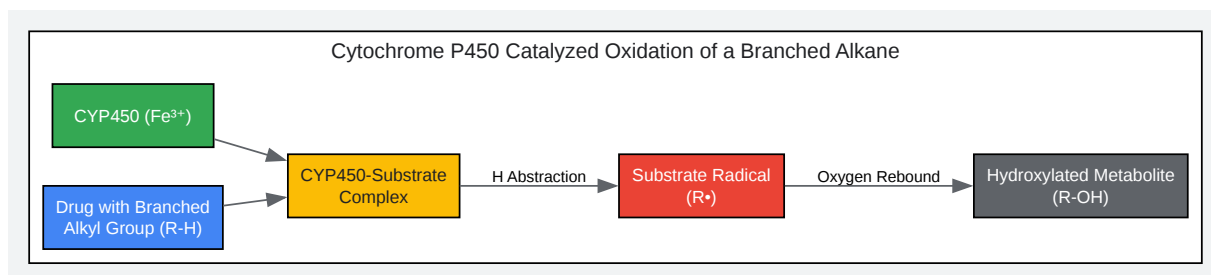 Cytochrome P450 Catalyzed Oxidation of a Branched Alkane
CYP450 (Fe³⁺)
Drug with Branched
Alkyl Group (R-H)
CYP450-Substrate
Complex
H Abstraction
Substrate Radical
(R•)
Oxygen Rebound
Hydroxylated Metabolite
(R-OH)